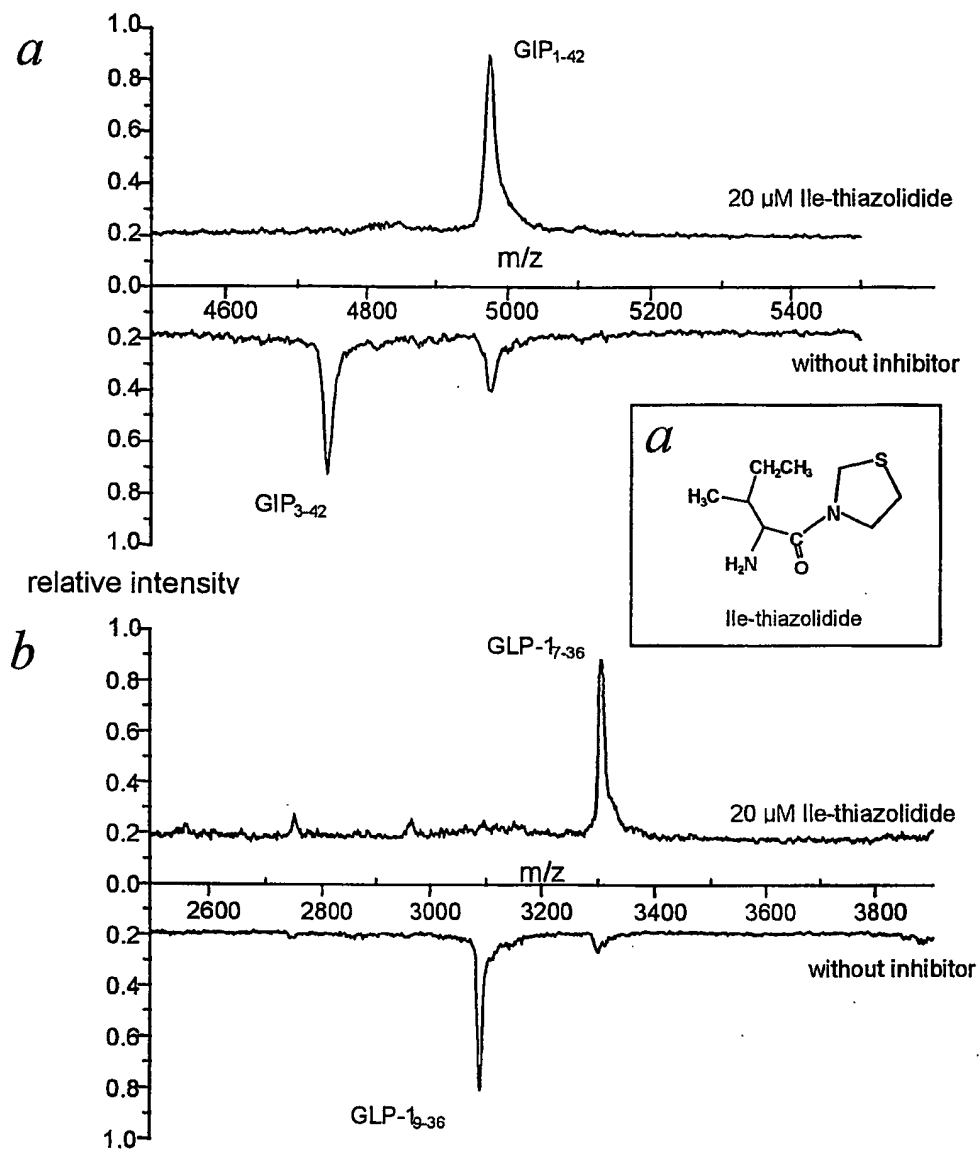 a
1.0
GIP1-42
0.8
0.6
0.4
20 µM Ile-thiazolidide
0.2
m/z
0.0
4600 4800 5000 5200 5400
0.2
without inhibitor
0.4
0.6
0.8
GIP3-42
1.0
a
CH2CH3
S
H3C
N
C
H2N
O
Ile-thiazolidide
relative intensity
b
1.0
GLP-17-36
0.8
0.6
0.4
20 µM Ile-thiazolidide
0.2
m/z
0.0
2600 2800 3000 3200 3400 3600 3800
0.2
without inhibitor
0.4
0.6
0.8
GLP-19-36
1.0